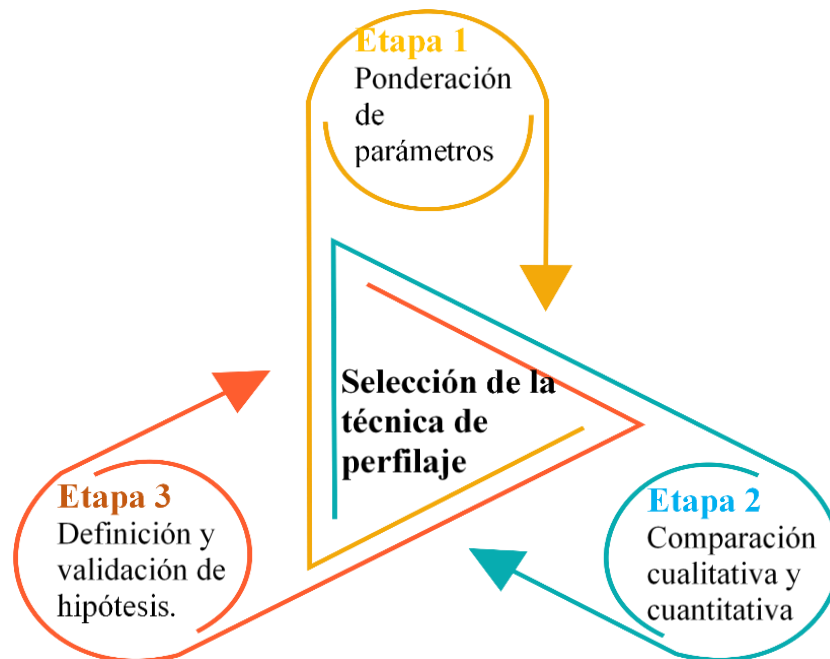 Etapa 1
Ponderación
de
parámetros
Selección de la
técnica de
perfilaje
Etapa 3
Definición y
validación de
hipótesis.
Etapa 2
Comparación
cualitativa y
cuantitativa